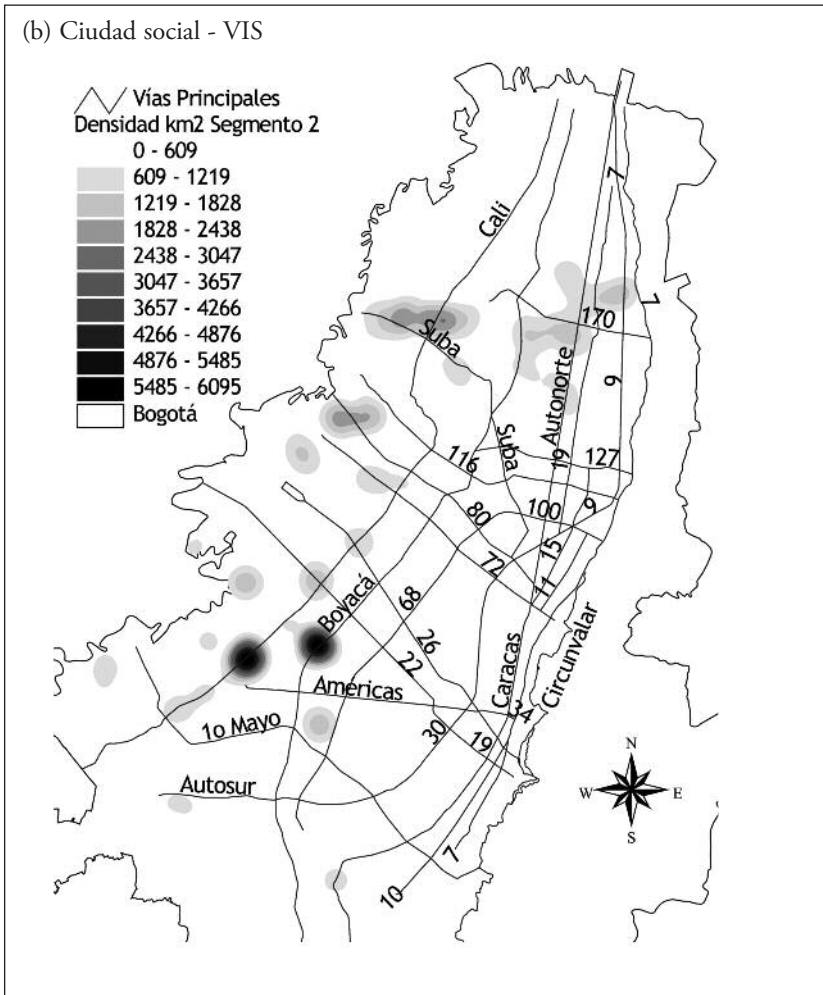 (b) Ciudad social - VIS
Vías Principales
Densidad km2 Segmento 2
0 - 609
609 - 1219
1219 - 1828
1828 - 2438
2438 - 3047
3047 - 3657
3657 - 4266
4266 - 4876
4876 - 5485
5485 - 6095
Bogotá
7
Cali
7
170
Suba
Autonorte
9
Suba
19
127
116
100
9
80
15
72
11
Boyacá
68
26
Circunvalar
22
Caracas
Américas
34
1o Mayo
30
19
N
W
E
S
Autosur
7
10